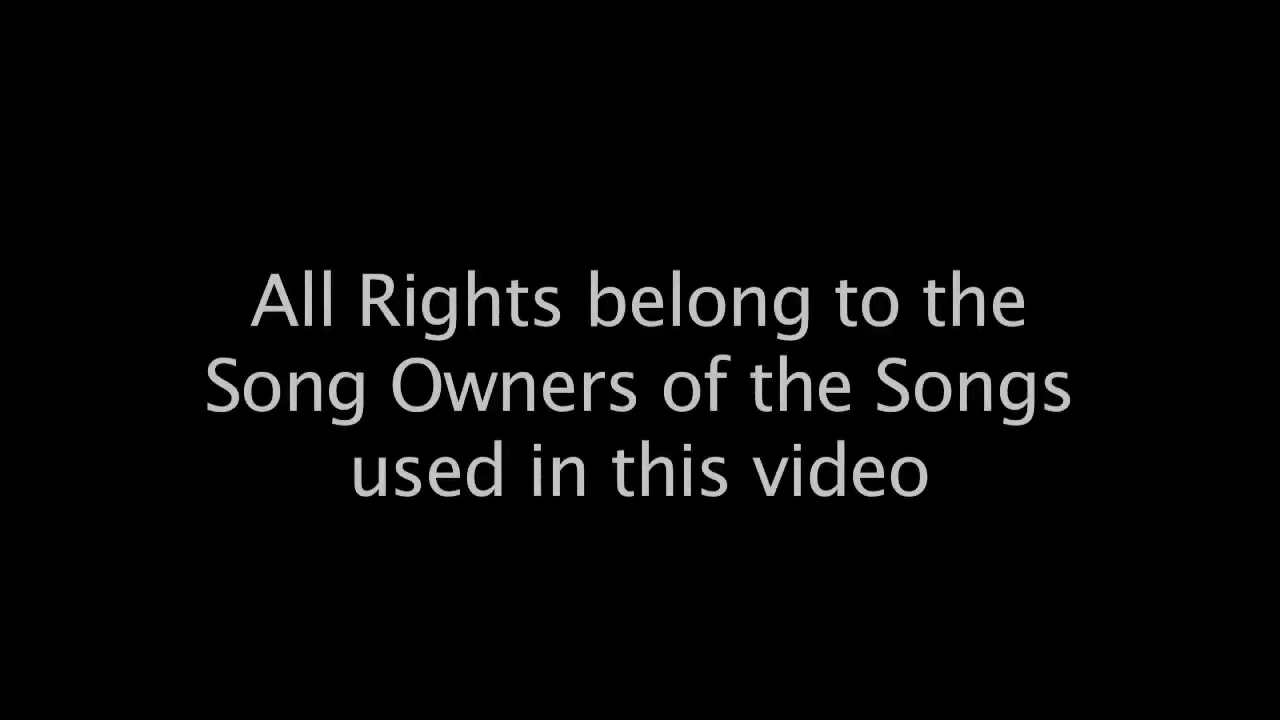 All Rights belong to the
Song Owners of the Songs
used in this video